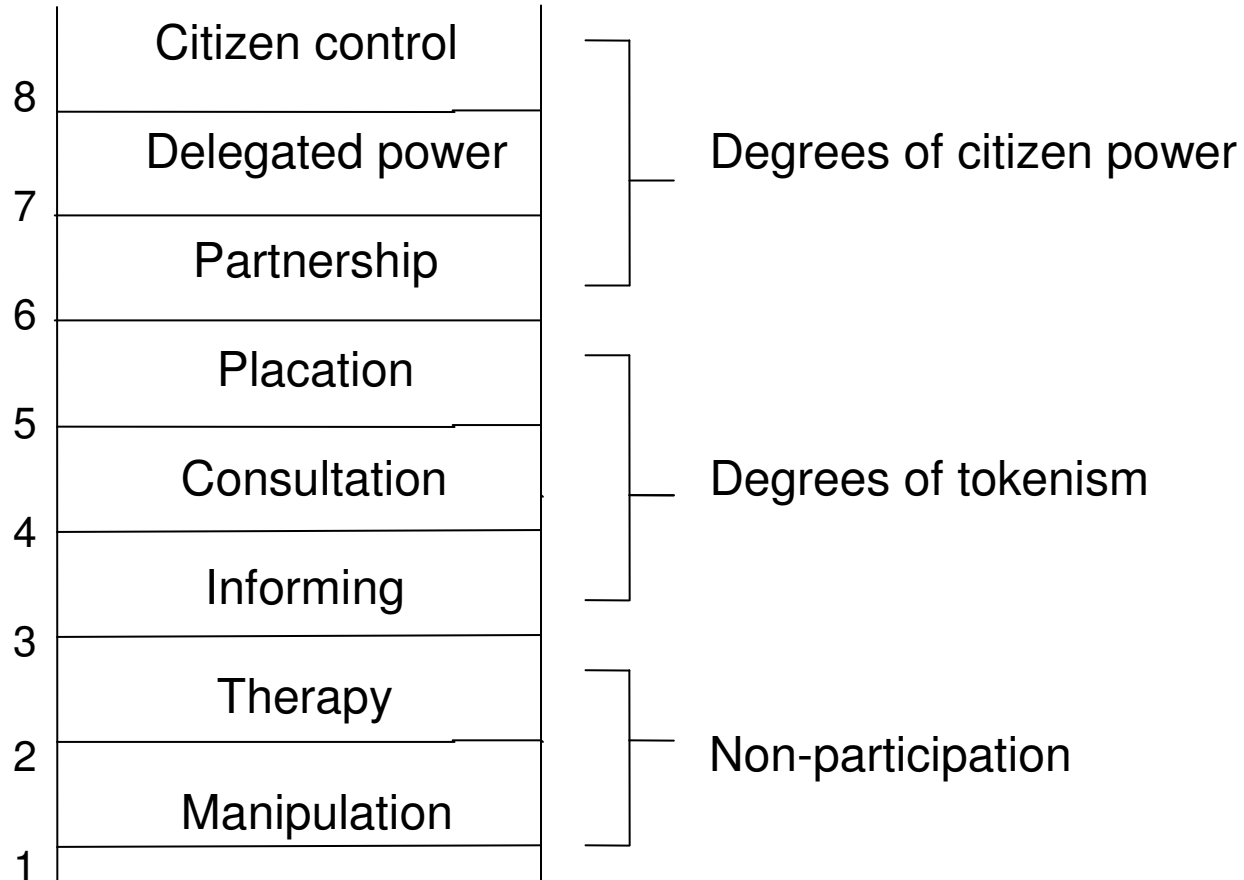 Citizen control
8
Delegated power
Degrees of citizen power
7
Partnership
6
Placation
5
Consultation
Degrees of tokenism
4
Informing
3
Therapy
2
Non-participation
Manipulation
1